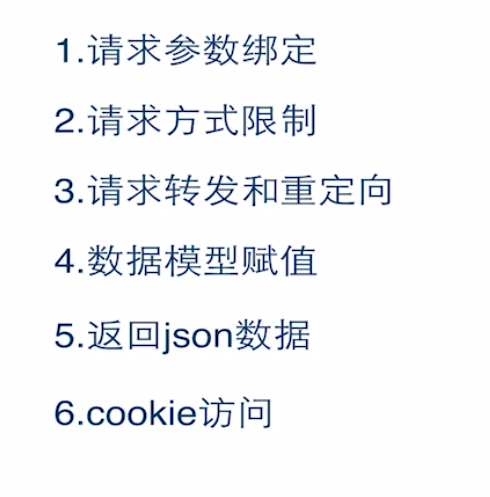 1.请求参数绑定
2.请求方式限制
3.请求转发和重定向
4.数据模型赋值
5.返回json数据
6.cookie访问